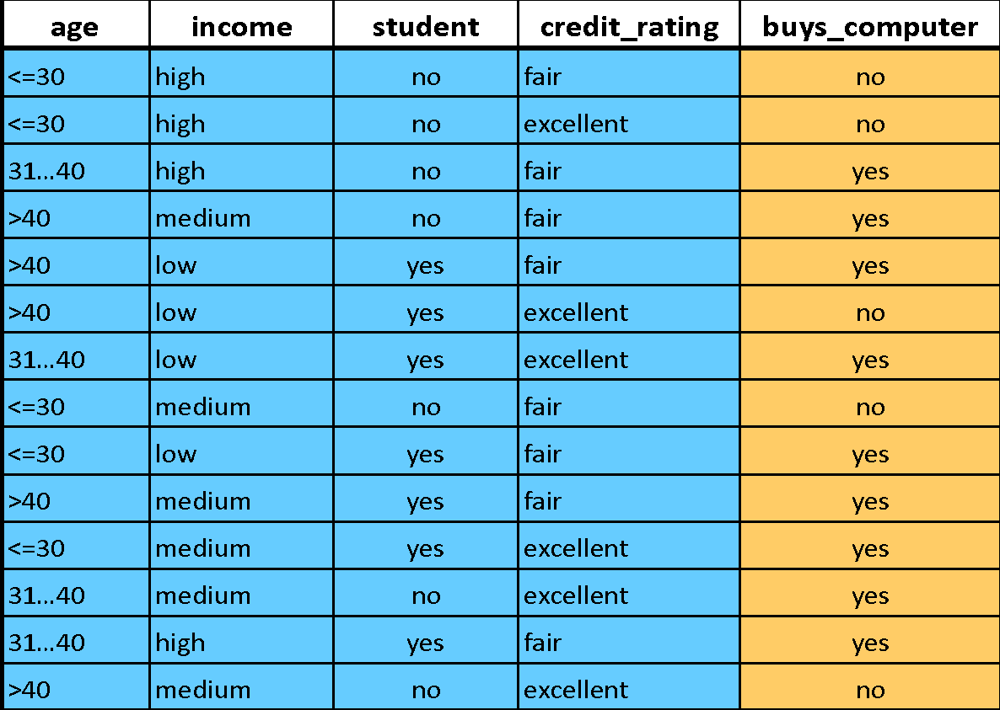 age income student credit_rating buys_computer
<=30 high no fair no
<=30 high no excellent no
31…40 high no fair yes
>40 medium no fair yes
>40 low yes fair yes
>40 low yes excellent no
31…40 low yes excellent yes
<=30 medium no fair no
<=30 low yes fair yes
>40 medium yes fair yes
<=30 medium yes excellent yes
31…40 medium no excellent yes
31…40 high yes fair yes
>40 medium no excellent no